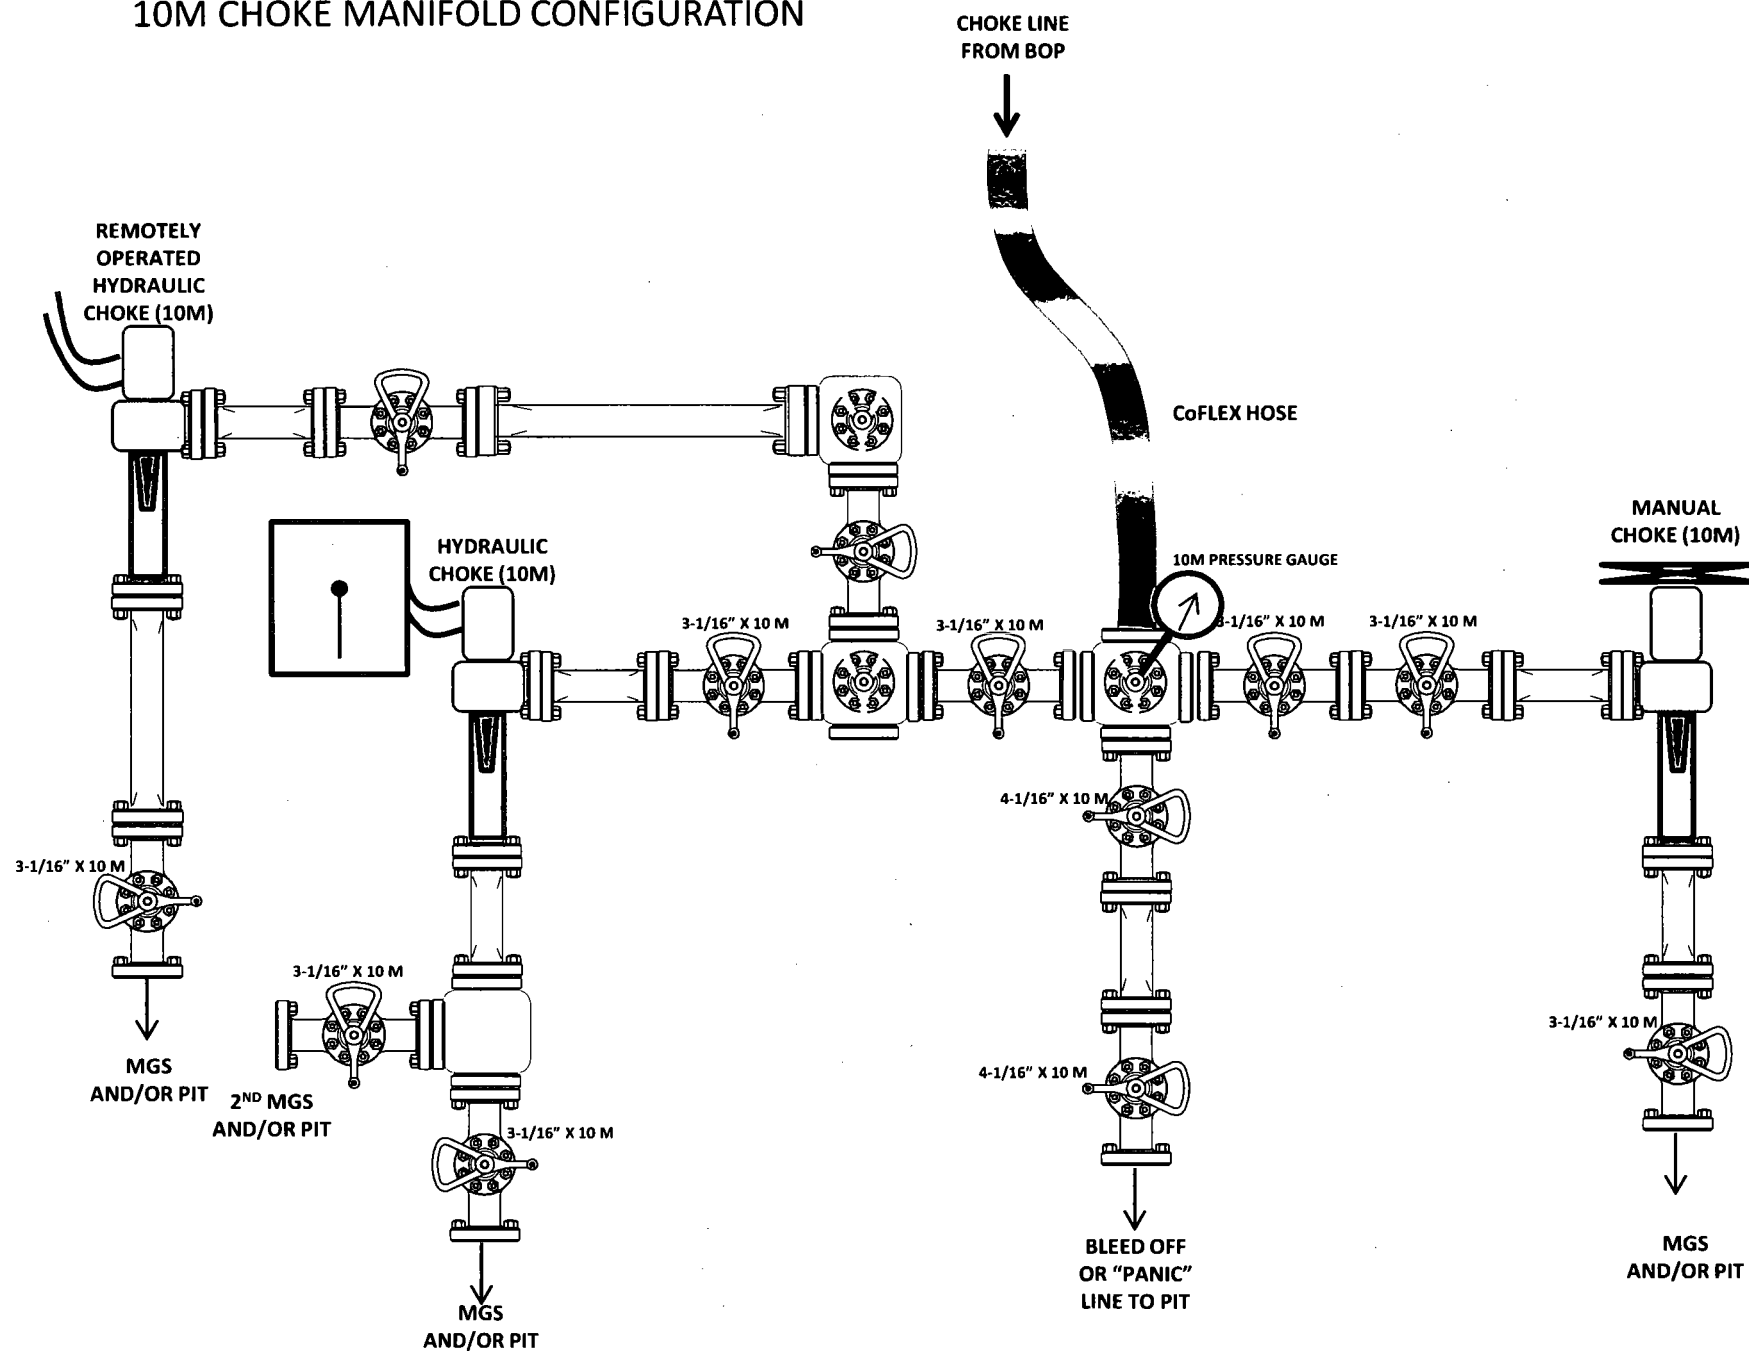 10M CHOKE MANIFOLD CONFIGURATION
CHOKE LINE
FROM BOP
REMOTELY
OPERATED
HYDRAULIC
CHOKE (10M)
CoFLEX HOSE
MANUAL
CHOKE (10M)
HYDRAULIC
CHOKE (10M)
10M PRESSURE GAUGE
3-1/16" X 10 M
3-1/16" X 10 M
3-1/16" X 10 M
3-1/16" X 10 M
4-1/16" X 10 M
3-1/16" X 10 M
3-1/16" X 10 M
3-1/16" X 10 M
4-1/16" X 10 M
MGS
AND/OR PIT
2ND MGS
AND/OR PIT
3-1/16" X 10 M
BLEED OFF
OR “PANIC”
LINE TO PIT
MGS
AND/OR PIT
MGS
AND/OR PIT